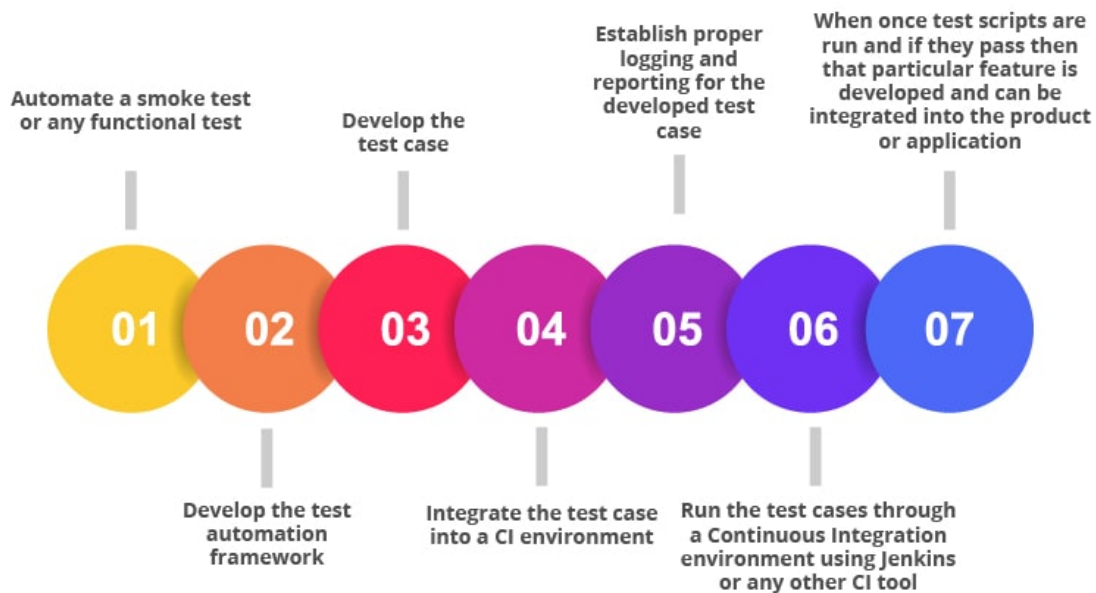 Automate a smoke test
or any functional test
01
Develop the test
automation
framework
02
Develop the
test case
03
Integrate the test case
into a CI environment
04
Establish proper
logging and
reporting for the
developed test
case
05
Run the test cases through
a Continuous Integration
environment using Jenkins
or any other CI tool
06
When once test scripts are
run and if they pass then
that particular feature is
developed and can be
integrated into the product
or application
07